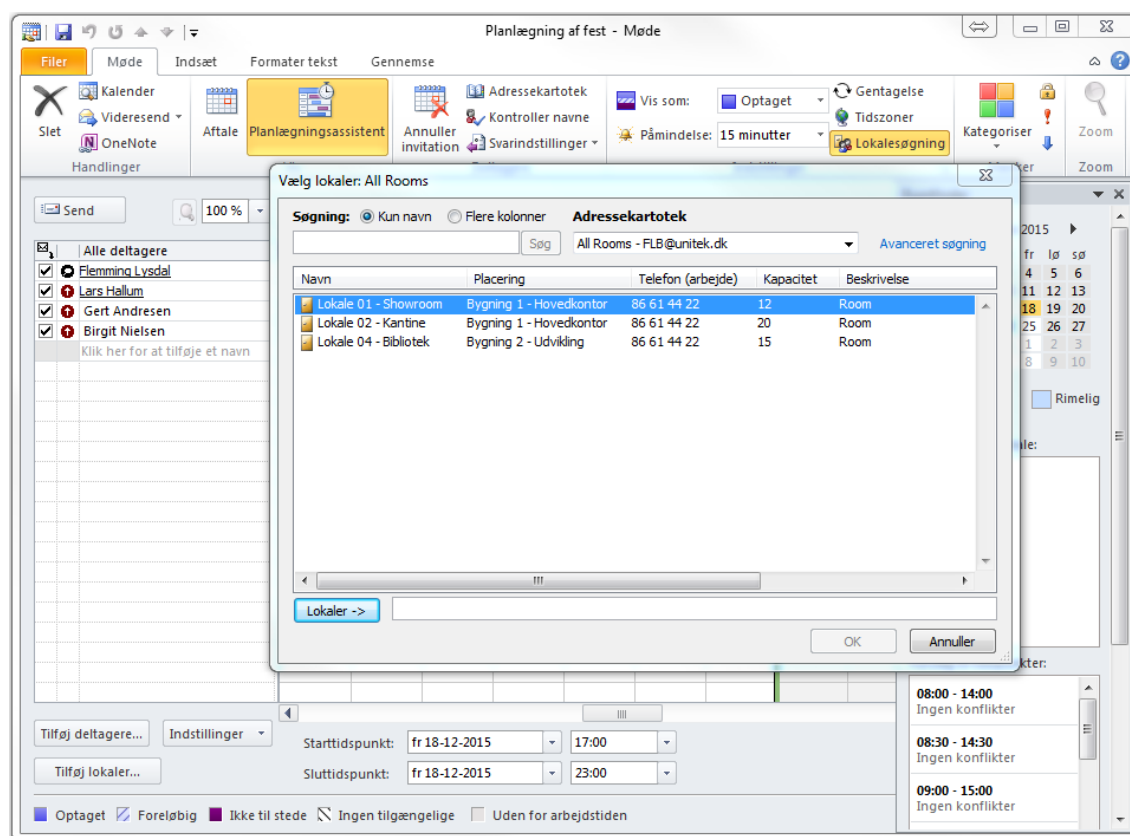 Planlægning af fest - Møde
Filer Møde Indsæt Formater tekst Gennemse
Slet
Kalender
Videresend
OneNote
Handlinger
Aftale
Planlægningsassistent
Annuller
invitation
Adressekartotek
Kontroller navne
Svarindstillinger
Vis som: Optaget
Påmindelse: 15 minutter
Gentagelse
Tidszoner
Lokalesøgning
Kategoriser
Zoom
Zoom
Send 100 %
Alle deltagere
Flemming Lysdal
Lars Hallum
Gert Andresen
Birgit Nielsen
Klik her for at tilføje et navn
Vælg lokaler: All Rooms
Søgning: Kun navn Flere kolonner Adressekartotek
Søg All Rooms - FLB@unitek.dk Avanceret søgning
Navn Placering Telefon (arbejde) Kapacitet Beskrivelse
Lokale 01 - Showroom Bygning 1 - Hovedkontor 86 61 44 22 12 Room
Lokale 02 - Kantine Bygning 1 - Hovedkontor 86 61 44 22 20 Room
Lokale 04 - Bibliotek Bygning 2 - Udvikling 86 61 44 22 15 Room
Lokaler ->
OK Annuller
2015
fr lø sø
4 5 6
11 12 13
18 19 20
25 26 27
1 2 3
8 9 10
Rimelig
08:00 - 14:00
Ingen konflikter
08:30 - 14:30
Ingen konflikter
09:00 - 15:00
Ingen konflikter
Tilføj deltagere... Indstillinger
Tilføj lokaler...
Starttidspunkt: fr 18-12-2015 17:00
Sluttidspunkt: fr 18-12-2015 23:00
Optaget Foreløbig Ikke til stede Ingen tilgængelige Uden for arbejdstiden